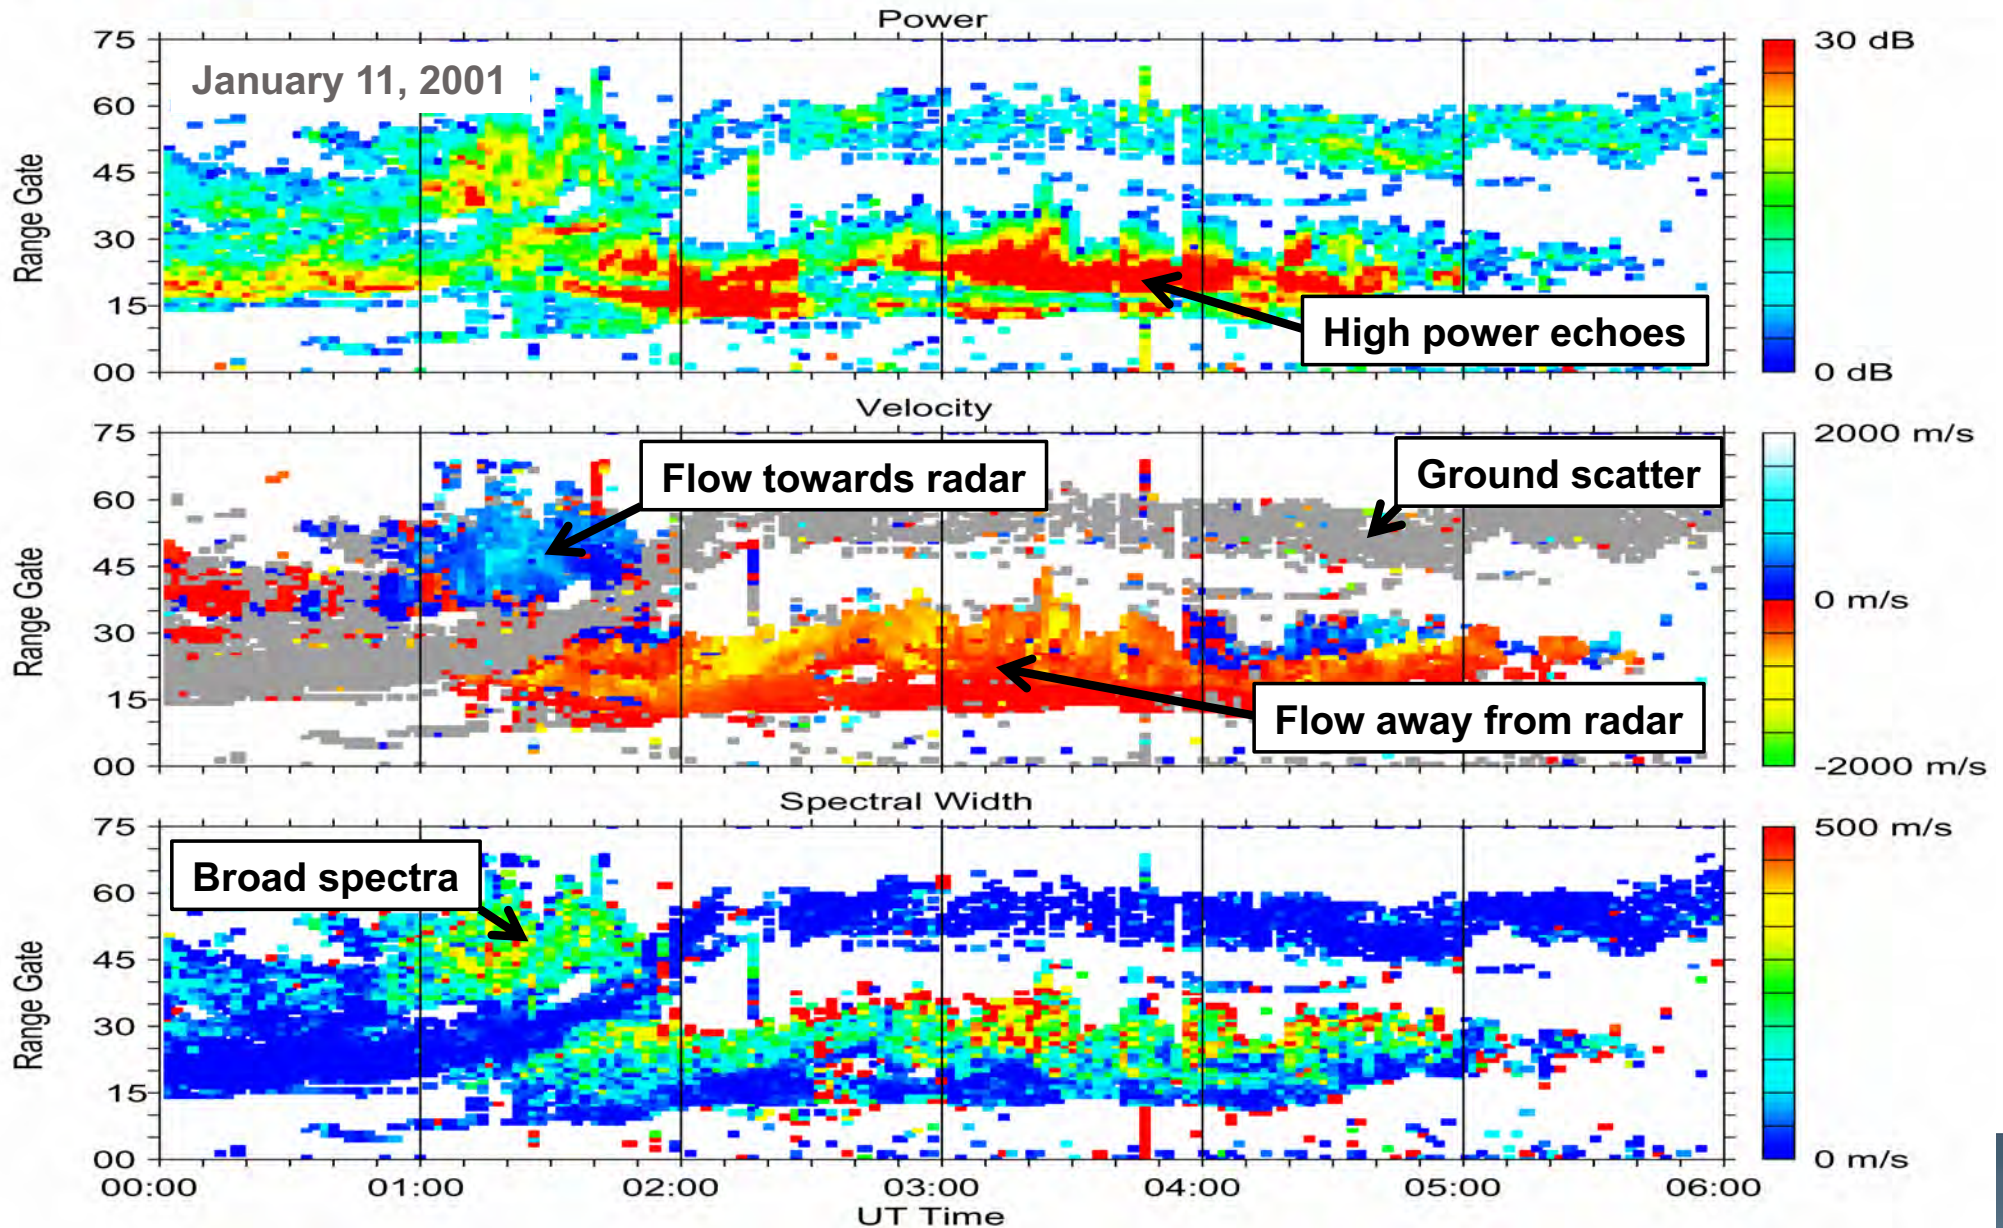 Power
75
60
45
30
15
00
Range Gate
January 11, 2001
High power echoes
30 dB
0 dB
Velocity
75
60
45
30
15
00
Range Gate
Flow towards radar
Ground scatter
Flow away from radar
2000 m/s
0 m/s
-2000 m/s
Spectral Width
75
60
45
30
15
00
Range Gate
Broad spectra
500 m/s
0 m/s
00:00 01:00 02:00 03:00 04:00 05:00 06:00
UT Time